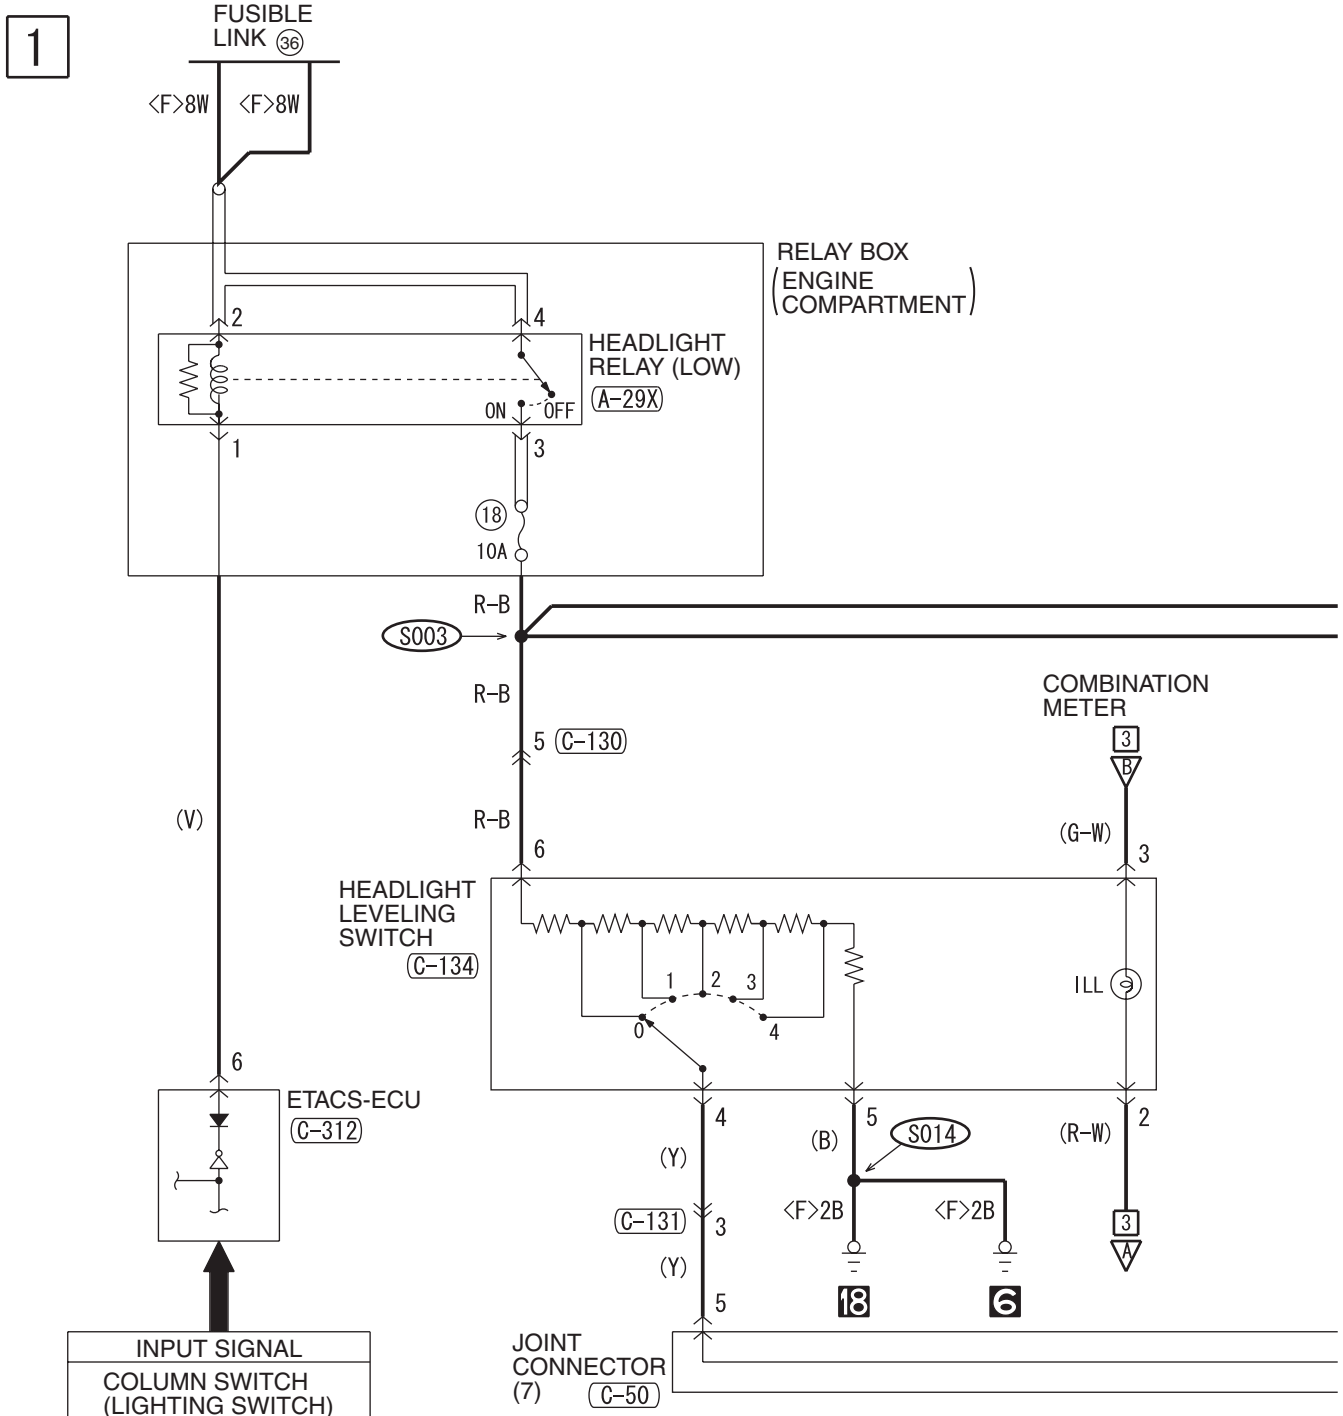 1
FUSIBLE
LINK 36
<F>8W <F>8W
RELAY BOX
(ENGINE
COMPARTMENT)
2 4
HEADLIGHT
RELAY (LOW)
A-29X
ON OFF
1 3
18
10A
R-B
S003
R-B
COMBINATION
METER
5 C-130
3
B
(V)
R-B
(G-W)
6 3
HEADLIGHT
LEVELING
SWITCH
C-134
1 2 3
ILL
0 4
6
ETACS-ECU
C-312
4 5 2
(B) S014 (R-W)
(Y)
<F>2B <F>2B
C-131 3
3
A
(Y)
18 6
5
INPUT SIGNAL
COLUMN SWITCH
(LIGHTING SWITCH)
JOINT
CONNECTOR
(7) C-50